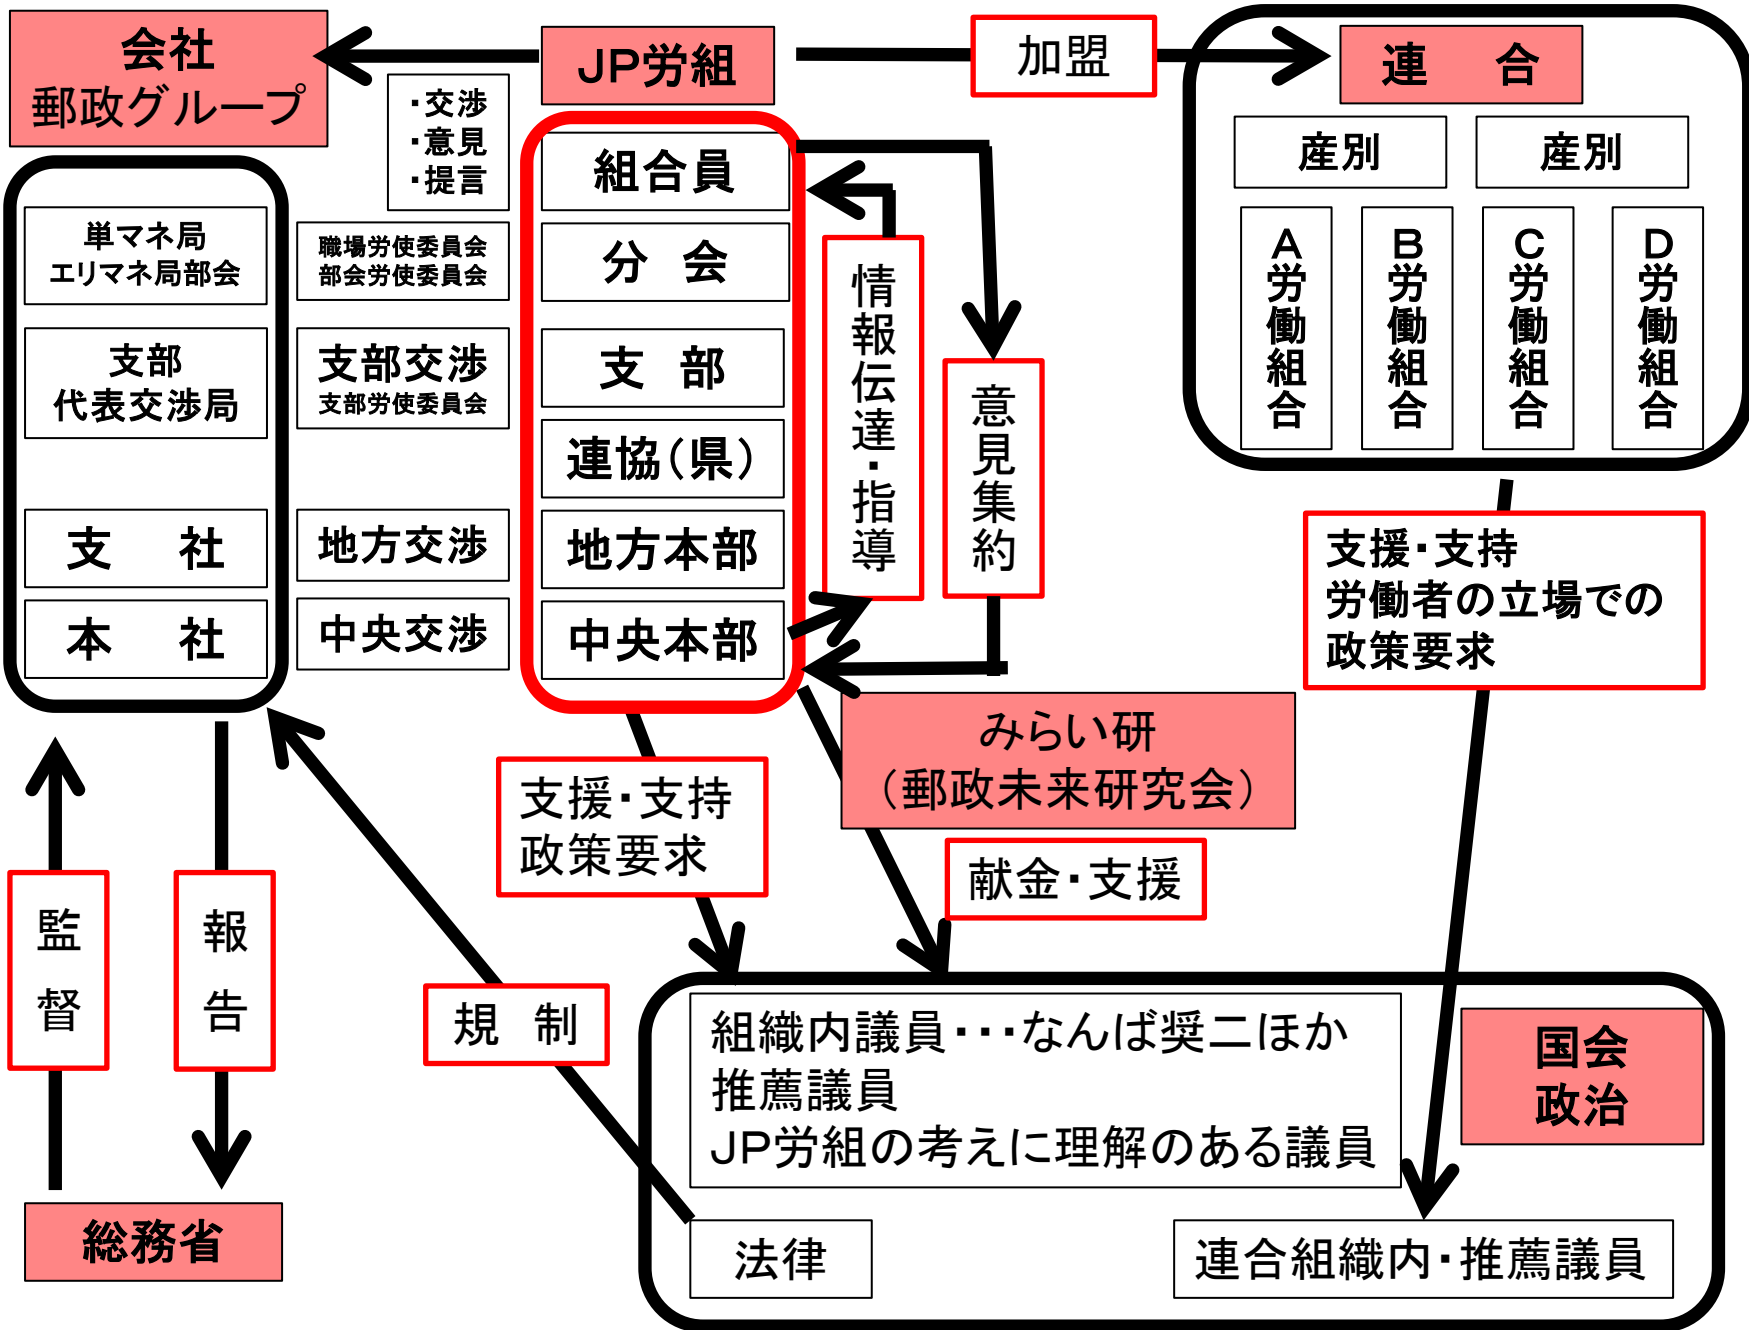 会社
郵政グループ
JP労組
加盟
連　合
・交渉
・意見
・提言
産別
産別
A労働組合
B労働組合
C労働組合
D労働組合
単マネ局
エリマネ局部会
支部
代表交渉局
支　社
本　社
職場労使委員会
部会労使委員会
支部交渉
支部労使委員会
地方交渉
中央交渉
組合員
分　会
支　部
連協（県）
地方本部
中央本部
情報伝達・指導
意見集約
支援・支持
労働者の立場での
政策要求
みらい研
（郵政未来研究会）
支援・支持
政策要求
献金・支援
監督
報告
規　制
組織内議員・・・なんば奨二ほか
推薦議員
JP労組の考えに理解のある議員
国会
政治
総務省
法律
連合組織内・推薦議員